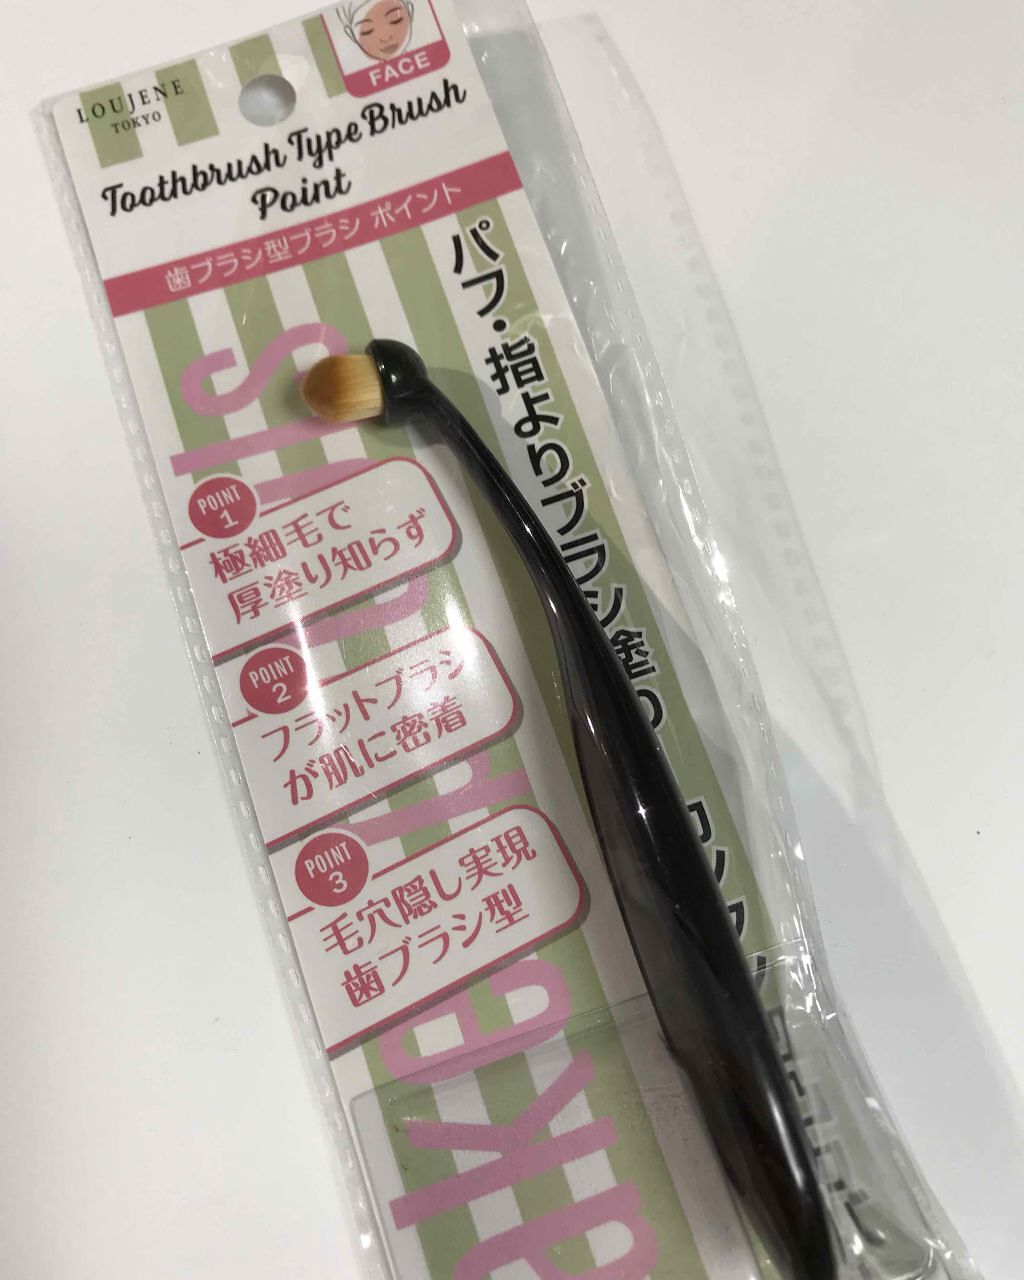 LOUJENE
TOKYO
FACE
Toothbrush Type Brush
Point
歯ブラシ型ブラシ ポイント
パフ・指よりブラシ塗り
POINT
1
極細毛で
厚塗り知らず
POINT
2
フラットブラシ
が肌に密着
POINT
3
毛穴隠し実現
歯ブラシ型